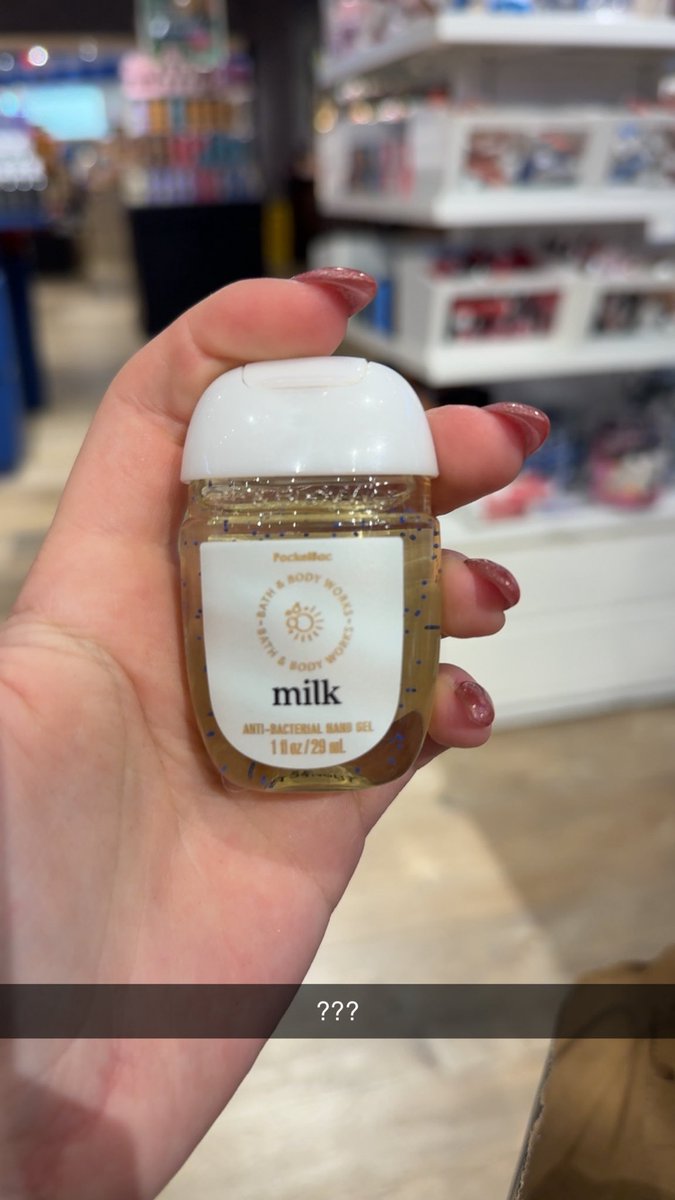 PocketBac
BATH & BODY WORKS
BATH & BODY WORKS
milk
ANTI-BACTERIAL HAND GEL
1 fl oz / 29 mL
???